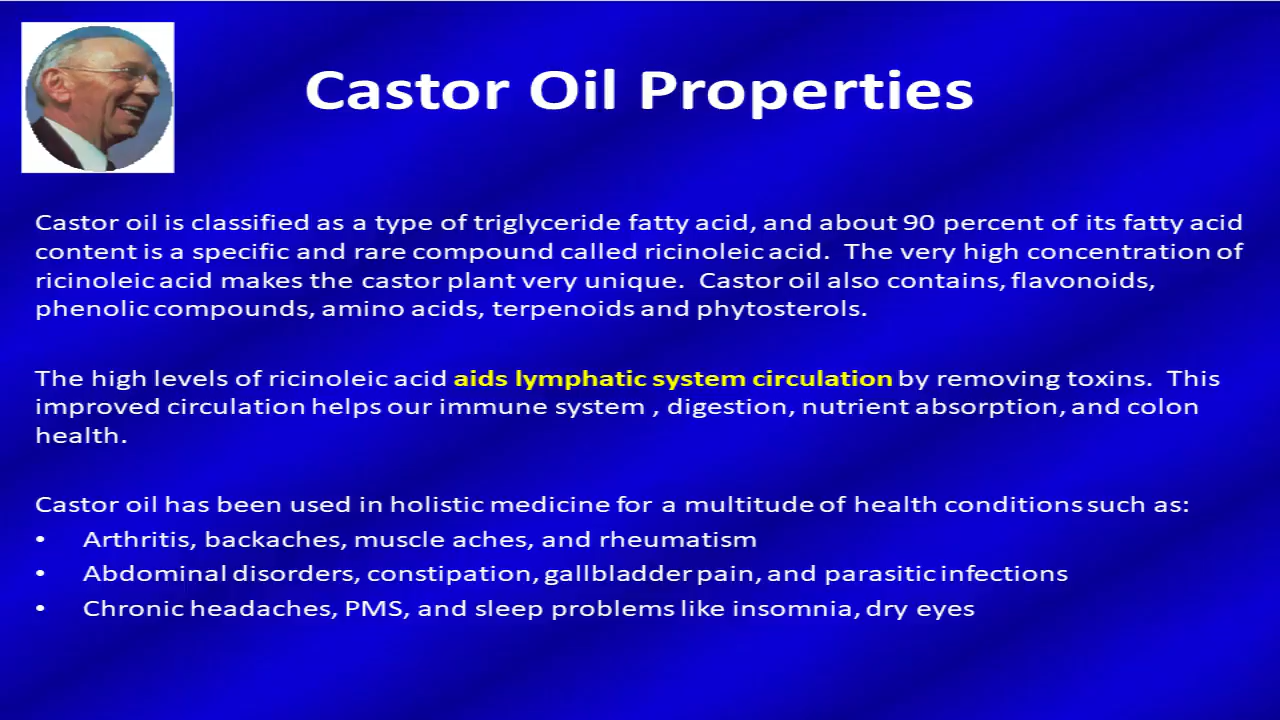 Castor Oil Properties
Castor oil is classified as a type of triglyceride fatty acid, and about 90 percent of its fatty acid
content is a specific and rare compound called ricinoleic acid.  The very high concentration of
ricinoleic acid makes the castor plant very unique.  Castor oil also contains, flavonoids,
phenolic compounds, amino acids, terpenoids and phytosterols.
The high levels of ricinoleic acid aids lymphatic system circulation by removing toxins.  This
improved circulation helps our immune system , digestion, nutrient absorption, and colon
health.
Castor oil has been used in holistic medicine for a multitude of health conditions such as:
• Arthritis, backaches, muscle aches, and rheumatism
• Abdominal disorders, constipation, gallbladder pain, and parasitic infections
• Chronic headaches, PMS, and sleep problems like insomnia, dry eyes